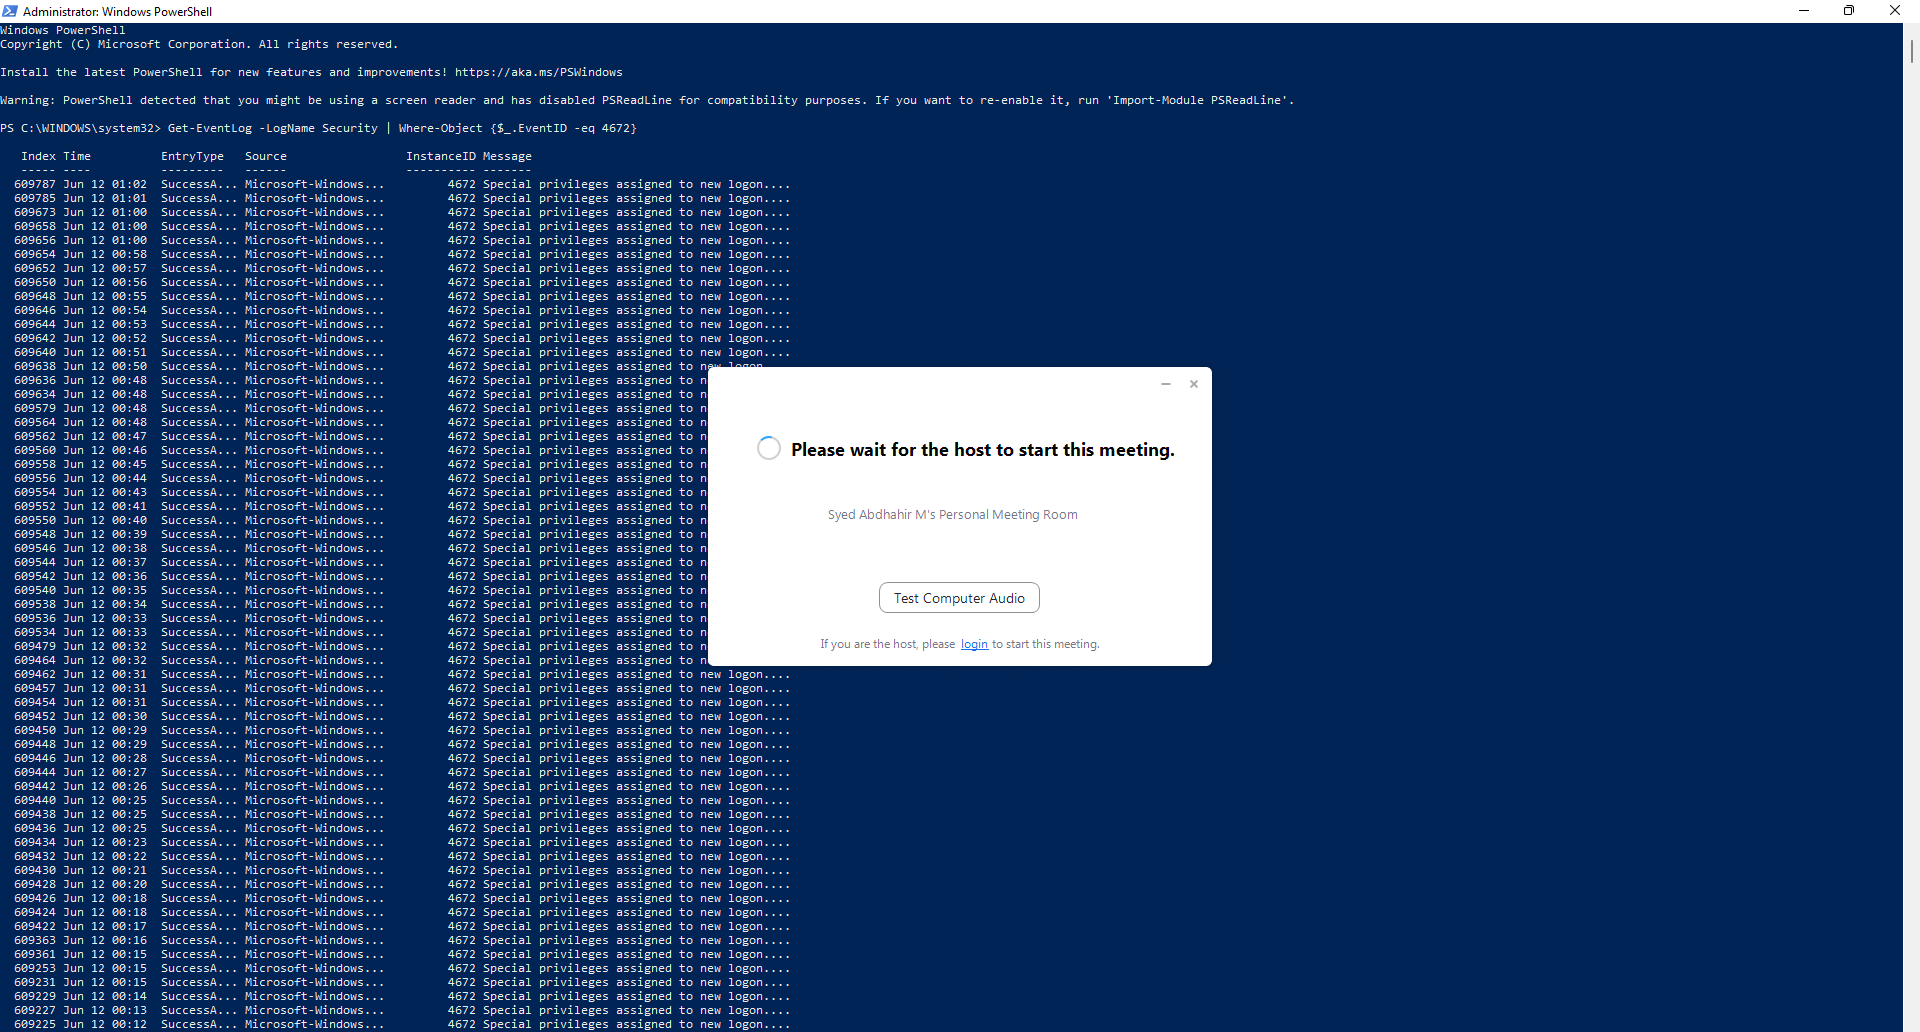 Administrator: Windows PowerShell
Windows PowerShell
Copyright (C) Microsoft Corporation. All rights reserved.
Install the latest PowerShell for new features and improvements! https://aka.ms/PSWindows
Warning: PowerShell detected that you might be using a screen reader and has disabled PSReadLine for compatibility purposes. If you want to re-enable it, run 'Import-Module PSReadLine'.
PS C:\WINDOWS\system32> Get-EventLog -LogName Security | Where-Object {$_.EventID -eq 4672}
Index Time EntryType Source InstanceID Message
----- ---- --------- ------ ---------- -------
609787 Jun 12 01:02 SuccessA... Microsoft-Windows... 4672 Special privileges assigned to new logon....
609785 Jun 12 01:01 SuccessA... Microsoft-Windows... 4672 Special privileges assigned to new logon....
609673 Jun 12 01:00 SuccessA... Microsoft-Windows... 4672 Special privileges assigned to new logon....
609658 Jun 12 01:00 SuccessA... Microsoft-Windows... 4672 Special privileges assigned to new logon....
609656 Jun 12 01:00 SuccessA... Microsoft-Windows... 4672 Special privileges assigned to new logon....
609654 Jun 12 00:58 SuccessA... Microsoft-Windows... 4672 Special privileges assigned to new logon....
609652 Jun 12 00:57 SuccessA... Microsoft-Windows... 4672 Special privileges assigned to new logon....
609650 Jun 12 00:56 SuccessA... Microsoft-Windows... 4672 Special privileges assigned to new logon....
609648 Jun 12 00:55 SuccessA... Microsoft-Windows... 4672 Special privileges assigned to new logon....
609646 Jun 12 00:54 SuccessA... Microsoft-Windows... 4672 Special privileges assigned to new logon....
609644 Jun 12 00:53 SuccessA... Microsoft-Windows... 4672 Special privileges assigned to new logon....
609642 Jun 12 00:52 SuccessA... Microsoft-Windows... 4672 Special privileges assigned to new logon....
609640 Jun 12 00:51 SuccessA... Microsoft-Windows... 4672 Special privileges assigned to new logon....
609638 Jun 12 00:50 SuccessA... Microsoft-Windows... 4672 Special privileges assigned to new logon
609636 Jun 12 00:48 SuccessA... Microsoft-Windows... 4672 Special privileges assigned to
609634 Jun 12 00:48 SuccessA... Microsoft-Windows... 4672 Special privileges assigned to
609579 Jun 12 00:48 SuccessA... Microsoft-Windows... 4672 Special privileges assigned to
609564 Jun 12 00:48 SuccessA... Microsoft-Windows... 4672 Special privileges assigned to
609562 Jun 12 00:47 SuccessA... Microsoft-Windows... 4672 Special privileges assigned to
609560 Jun 12 00:46 SuccessA... Microsoft-Windows... 4672 Special privileges assigned to
609558 Jun 12 00:45 SuccessA... Microsoft-Windows... 4672 Special privileges assigned to
609556 Jun 12 00:44 SuccessA... Microsoft-Windows... 4672 Special privileges assigned to
609554 Jun 12 00:43 SuccessA... Microsoft-Windows... 4672 Special privileges assigned to
609552 Jun 12 00:41 SuccessA... Microsoft-Windows... 4672 Special privileges assigned to
609550 Jun 12 00:40 SuccessA... Microsoft-Windows... 4672 Special privileges assigned to
609548 Jun 12 00:39 SuccessA... Microsoft-Windows... 4672 Special privileges assigned to
609546 Jun 12 00:38 SuccessA... Microsoft-Windows... 4672 Special privileges assigned to
609544 Jun 12 00:37 SuccessA... Microsoft-Windows... 4672 Special privileges assigned to
609542 Jun 12 00:36 SuccessA... Microsoft-Windows... 4672 Special privileges assigned to
609540 Jun 12 00:35 SuccessA... Microsoft-Windows... 4672 Special privileges assigned to
609538 Jun 12 00:34 SuccessA... Microsoft-Windows... 4672 Special privileges assigned to
609536 Jun 12 00:33 SuccessA... Microsoft-Windows... 4672 Special privileges assigned to
609534 Jun 12 00:33 SuccessA... Microsoft-Windows... 4672 Special privileges assigned to
609479 Jun 12 00:32 SuccessA... Microsoft-Windows... 4672 Special privileges assigned to
609464 Jun 12 00:32 SuccessA... Microsoft-Windows... 4672 Special privileges assigned to
609462 Jun 12 00:31 SuccessA... Microsoft-Windows... 4672 Special privileges assigned to new logon....
609457 Jun 12 00:31 SuccessA... Microsoft-Windows... 4672 Special privileges assigned to new logon....
609454 Jun 12 00:31 SuccessA... Microsoft-Windows... 4672 Special privileges assigned to new logon....
609452 Jun 12 00:30 SuccessA... Microsoft-Windows... 4672 Special privileges assigned to new logon....
609450 Jun 12 00:29 SuccessA... Microsoft-Windows... 4672 Special privileges assigned to new logon....
609448 Jun 12 00:29 SuccessA... Microsoft-Windows... 4672 Special privileges assigned to new logon....
609446 Jun 12 00:28 SuccessA... Microsoft-Windows... 4672 Special privileges assigned to new logon....
609444 Jun 12 00:27 SuccessA... Microsoft-Windows... 4672 Special privileges assigned to new logon....
609442 Jun 12 00:26 SuccessA... Microsoft-Windows... 4672 Special privileges assigned to new logon....
609440 Jun 12 00:25 SuccessA... Microsoft-Windows... 4672 Special privileges assigned to new logon....
609438 Jun 12 00:25 SuccessA... Microsoft-Windows... 4672 Special privileges assigned to new logon....
609436 Jun 12 00:25 SuccessA... Microsoft-Windows... 4672 Special privileges assigned to new logon....
609434 Jun 12 00:23 SuccessA... Microsoft-Windows... 4672 Special privileges assigned to new logon....
609432 Jun 12 00:22 SuccessA... Microsoft-Windows... 4672 Special privileges assigned to new logon....
609430 Jun 12 00:21 SuccessA... Microsoft-Windows... 4672 Special privileges assigned to new logon....
609428 Jun 12 00:20 SuccessA... Microsoft-Windows... 4672 Special privileges assigned to new logon....
609426 Jun 12 00:18 SuccessA... Microsoft-Windows... 4672 Special privileges assigned to new logon....
609424 Jun 12 00:18 SuccessA... Microsoft-Windows... 4672 Special privileges assigned to new logon....
609422 Jun 12 00:17 SuccessA... Microsoft-Windows... 4672 Special privileges assigned to new logon....
609363 Jun 12 00:16 SuccessA... Microsoft-Windows... 4672 Special privileges assigned to new logon....
609361 Jun 12 00:15 SuccessA... Microsoft-Windows... 4672 Special privileges assigned to new logon....
609253 Jun 12 00:15 SuccessA... Microsoft-Windows... 4672 Special privileges assigned to new logon....
609231 Jun 12 00:15 SuccessA... Microsoft-Windows... 4672 Special privileges assigned to new logon....
609229 Jun 12 00:14 SuccessA... Microsoft-Windows... 4672 Special privileges assigned to new logon....
609227 Jun 12 00:13 SuccessA... Microsoft-Windows... 4672 Special privileges assigned to new logon....
609225 Jun 12 00:12 SuccessA... Microsoft-Windows... 4672 Special privileges assigned to new logon....
Please wait for the host to start this meeting.
Syed Abdhahir M's Personal Meeting Room
Test Computer Audio
If you are the host, please login to start this meeting.